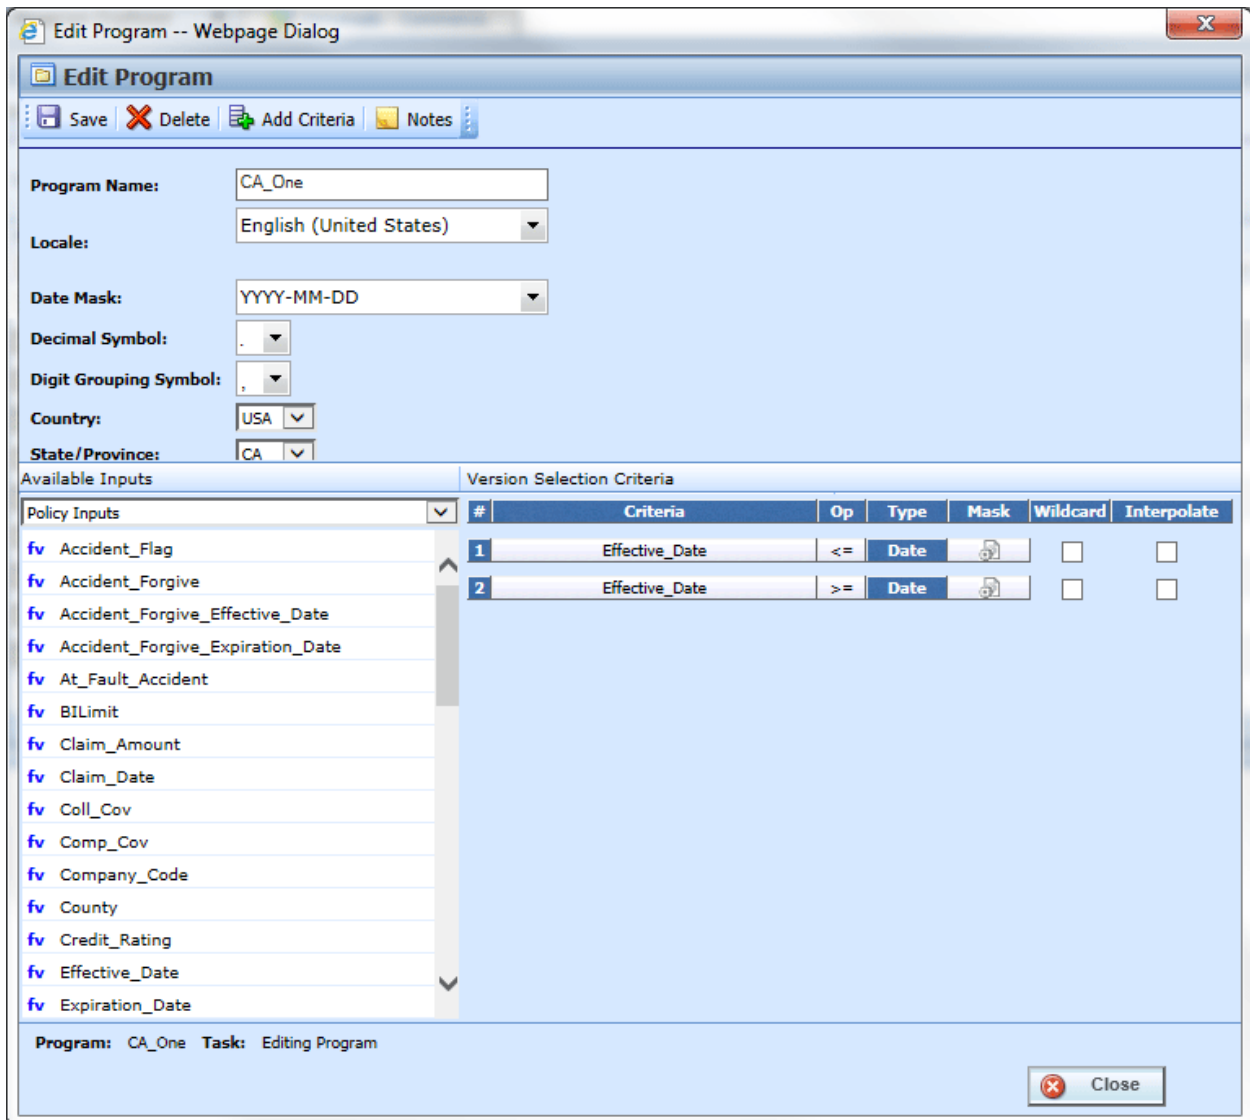 Edit Program -- Webpage Dialog
x
Edit Program
Save Delete Add Criteria Notes
Program Name: CA_One
Locale: English (United States)
Date Mask: YYYY-MM-DD
Decimal Symbol: .
Digit Grouping Symbol: ,
Country: USA
State/Province: CA
Available Inputs Version Selection Criteria
Policy Inputs # Criteria Op Type Mask Wildcard Interpolate
fv Accident_Flag 1 Effective_Date <= Date
fv Accident_Forgive 2 Effective_Date >= Date
fv Accident_Forgive_Effective_Date
fv Accident_Forgive_Expiration_Date
fv At_Fault_Accident
fv BILimit
fv Claim_Amount
fv Claim_Date
fv Coll_Cov
fv Comp_Cov
fv Company_Code
fv County
fv Credit_Rating
fv Effective_Date
fv Expiration_Date
Program: CA_One Task: Editing Program
Close